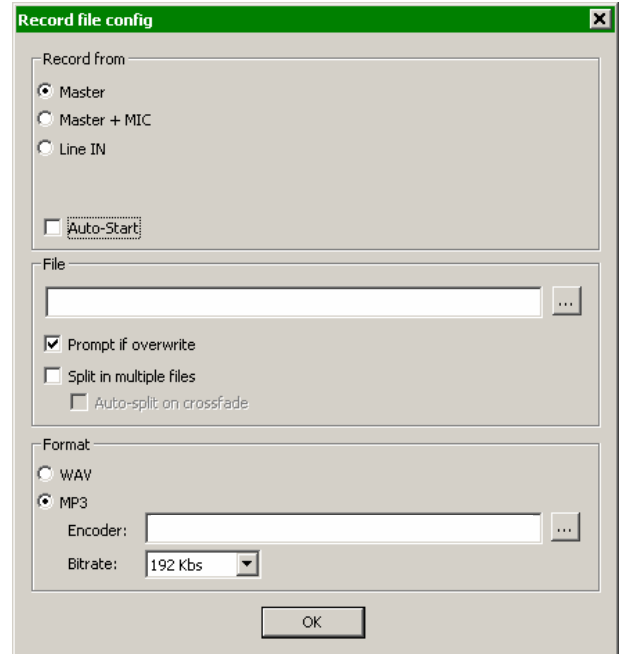 Record file config
Record from
Master
Master + MIC
Line IN
Auto-Start
File
...
Prompt if overwrite
Split in multiple files
Auto-split on crossfade
Format
WAV
MP3
Encoder: ...
Bitrate: 192 Kbs
OK